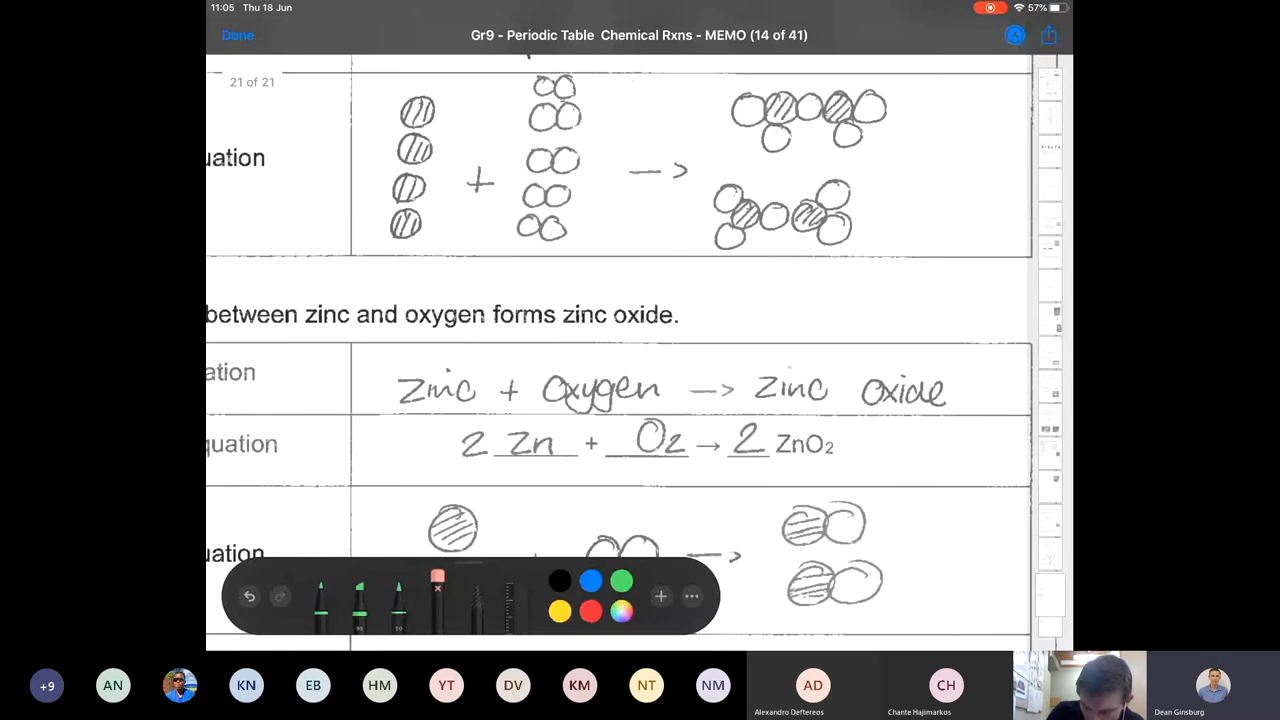 11:05 Thu 18 Jun
57%
Done
Gr9 - Periodic Table Chemical Rxns - MEMO (14 of 41)
21 of 21
uation
+ →
between zinc and oxygen forms zinc oxide.
ation
zinc + oxygen → zinc oxide
quation
2 Zn + O2 → 2 ZnO₂
uation
→
+9
AN
KN
EB
HM
YT
DV
KM
NT
NM
AD
CH
Alexandro Deftereos
Chante Hajimarkos
Dean Ginsburg